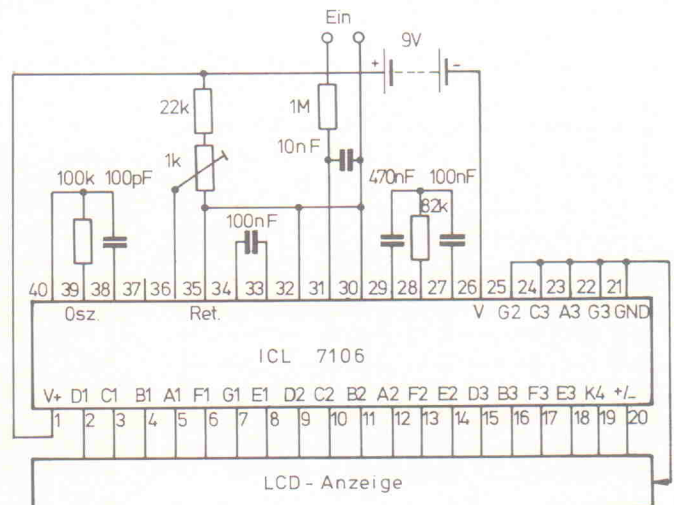 Ein
9V
+ -
22k
1M
1k
10nF
100k 100pF
470nF 100nF
82k
100nF
40 39 38 37 36 35 34 33 32 31 30 29 28 27 26 25 24 23 22 21
Osz. Ret. V G2 C3 A3 G3 GND
ICL 7106
V+ D1 C1 B1 A1 F1 G1 E1 D2 C2 B2 A2 F2 E2 D3 B3 F3 E3 K4 +/-
1 2 3 4 5 6 7 8 9 10 11 12 13 14 15 16 17 18 19 20
LCD-Anzeige